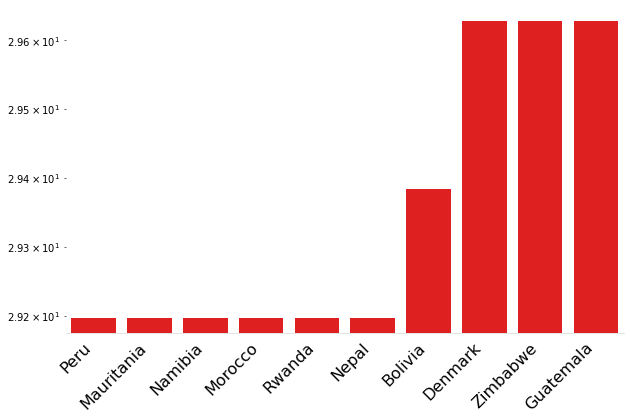 2.96 × 10¹
2.95 × 10¹
2.94 × 10¹
2.93 × 10¹
2.92 × 10¹
Peru
Mauritania
Namibia
Morocco
Rwanda
Nepal
Bolivia
Denmark
Zimbabwe
Guatemala